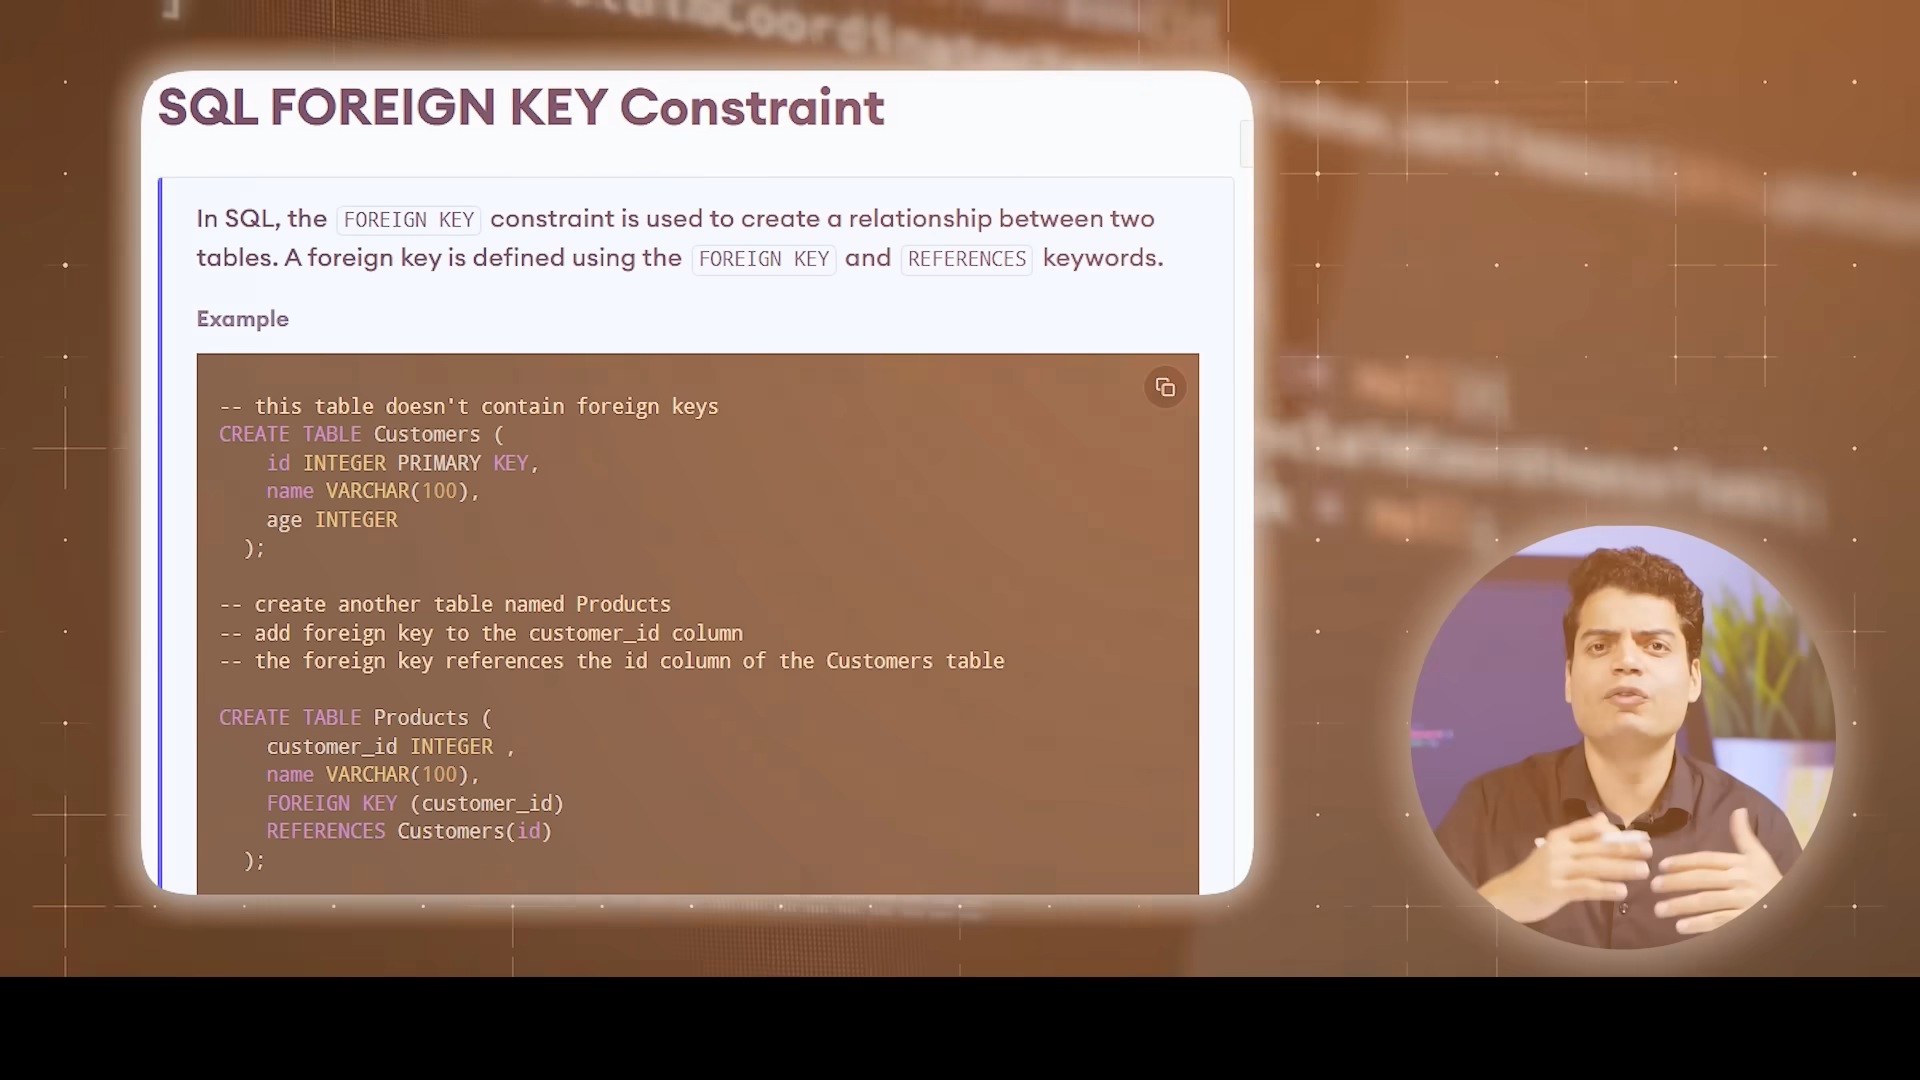 SQL FOREIGN KEY Constraint
In SQL, the FOREIGN KEY constraint is used to create a relationship between two
tables. A foreign key is defined using the FOREIGN KEY and REFERENCES keywords.
Example
-- this table doesn't contain foreign keys
CREATE TABLE Customers (
id INTEGER PRIMARY KEY,
name VARCHAR(100),
age INTEGER
);
-- create another table named Products
-- add foreign key to the customer_id column
-- the foreign key references the id column of the Customers table
CREATE TABLE Products (
customer_id INTEGER ,
name VARCHAR(100),
FOREIGN KEY (customer_id)
REFERENCES Customers(id)
);